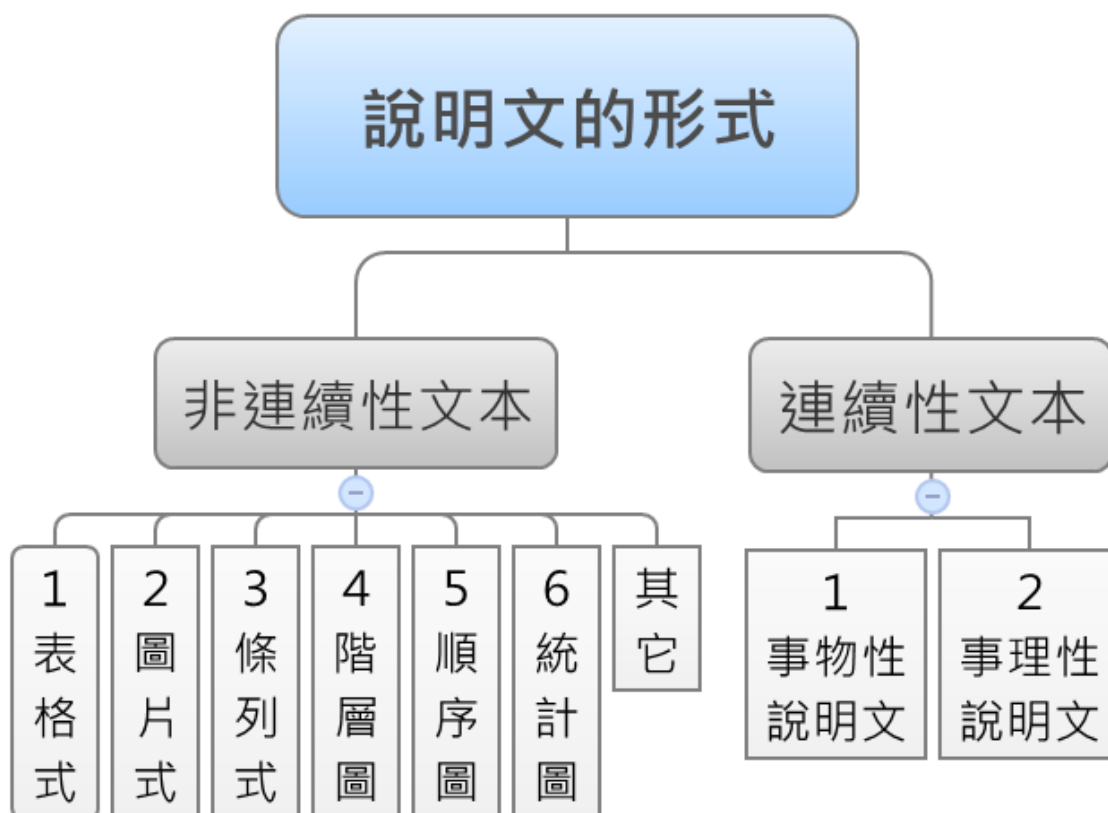 說明文的形式
非連續性文本
連續性文本
1
表格式
2
圖片式
3
條列式
4
階層圖
5
順序圖
6
統計圖
其它
1
事物性
說明文
2
事理性
說明文